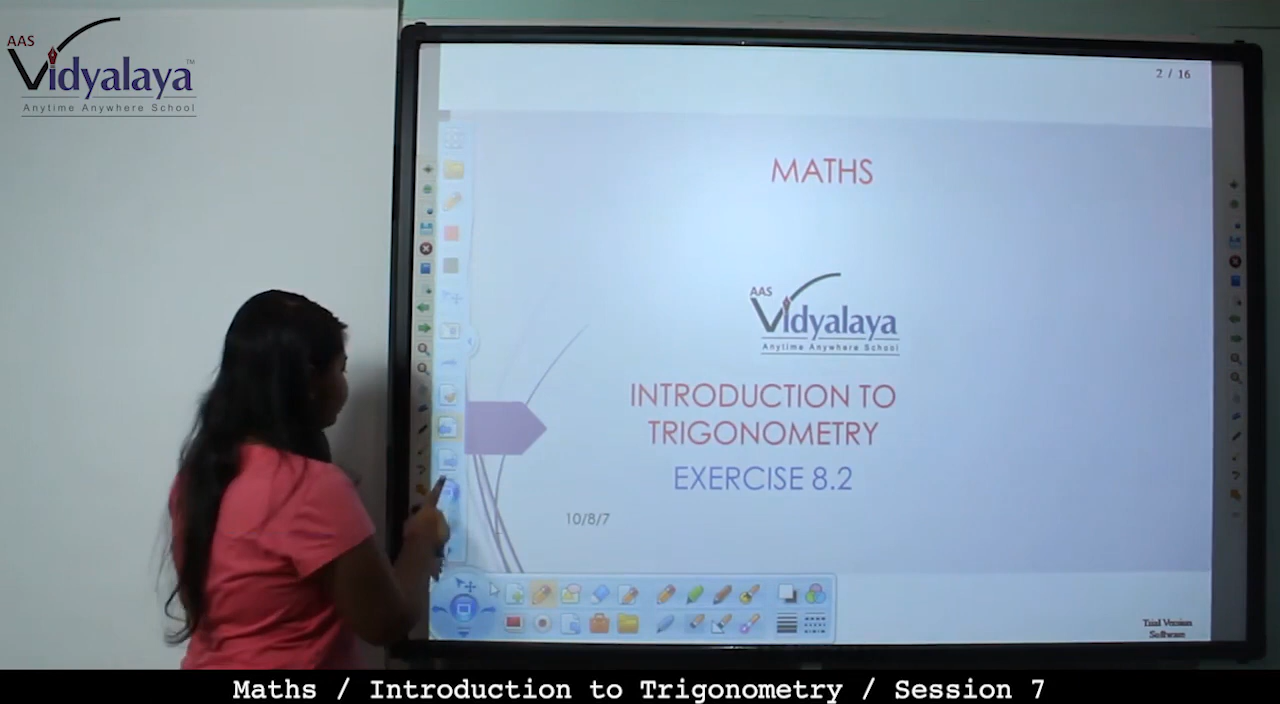 AAS
Vidyalaya
TM
Anytime Anywhere School
2 / 16
MATHS
AAS
Vidyalaya
Anytime Anywhere School
INTRODUCTION TO
TRIGONOMETRY
EXERCISE 8.2
10/8/7
Trial Version
Software
Maths / Introduction to Trigonometry / Session 7